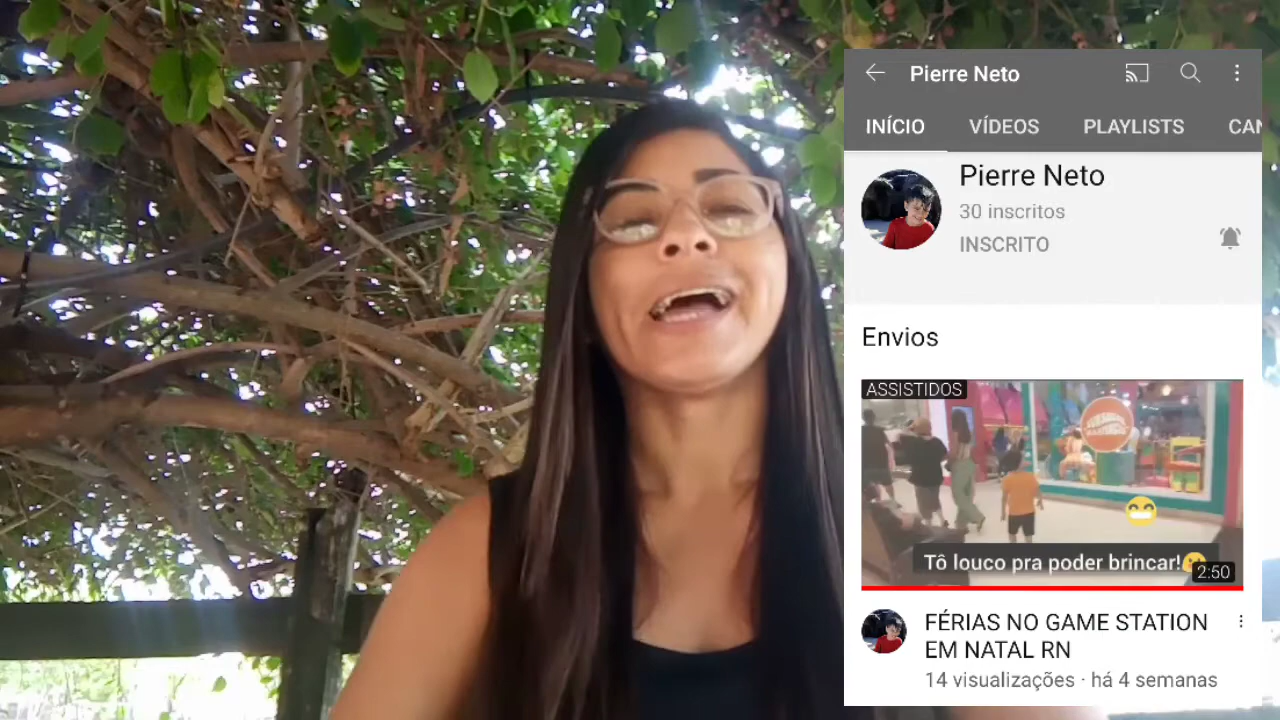 Pierre Neto
INÍCIO VÍDEOS PLAYLISTS CAN
Pierre Neto
30 inscritos
INSCRITO
Envios
ASSISTIDOS
Tô louco pra poder brincar!
2:50
FÉRIAS NO GAME STATION
EM NATAL RN
14 visualizações · há 4 semanas